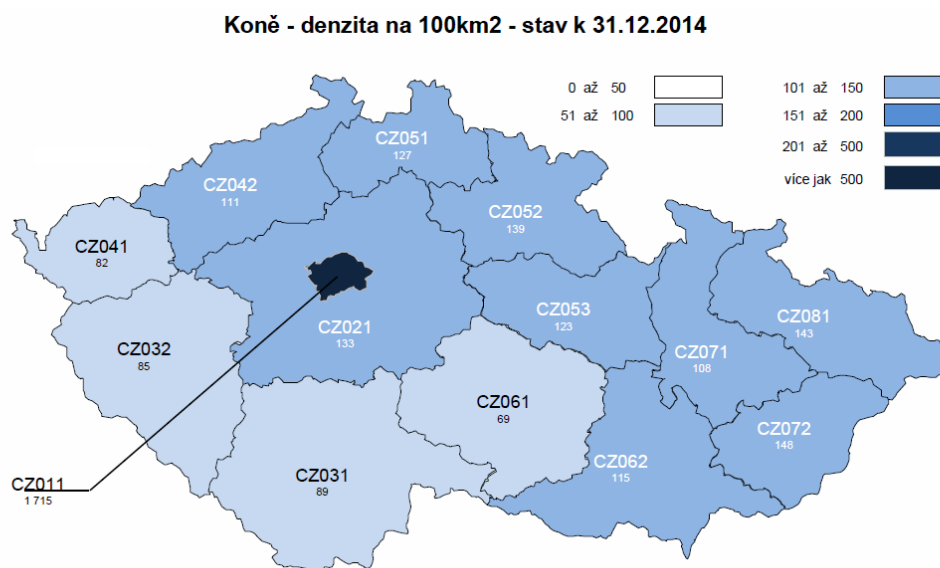 Koně - denzita na 100km2 - stav k 31.12.2014
0 až 50
51 až 100
101 až 150
151 až 200
201 až 500
více jak 500
CZ051
127
CZ042
111
CZ052
139
CZ041
82
CZ053
123
CZ081
143
CZ021
133
CZ032
85
CZ071
108
CZ061
69
CZ072
148
CZ062
115
CZ031
89
CZ011
1 715